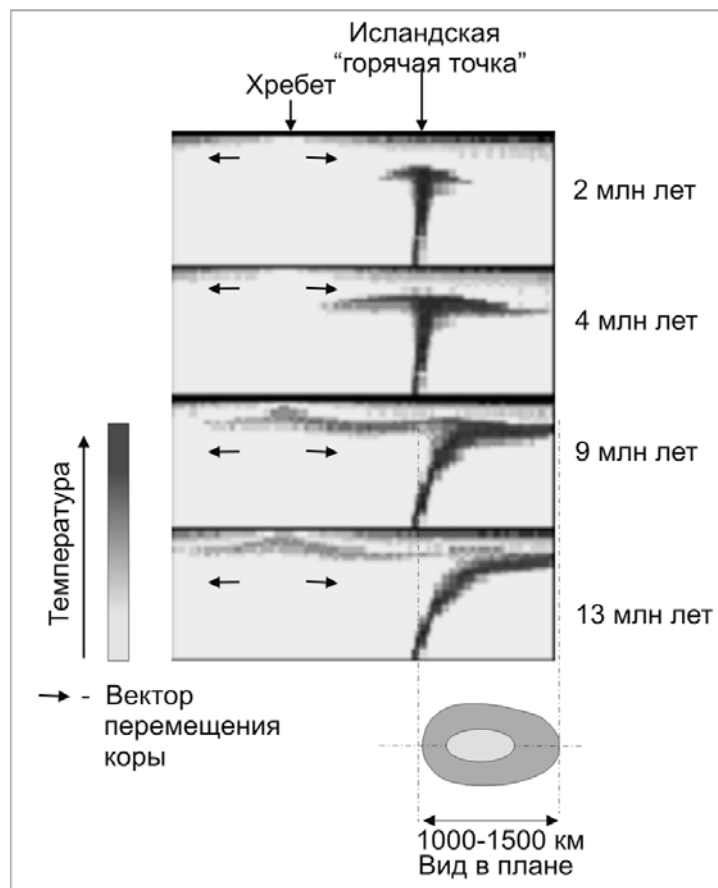 Исландская
“горячая точка”
Хребет
2 млн лет
4 млн лет
9 млн лет
13 млн лет
Температура
- Вектор
перемещения
коры
1000-1500 км
Вид в плане